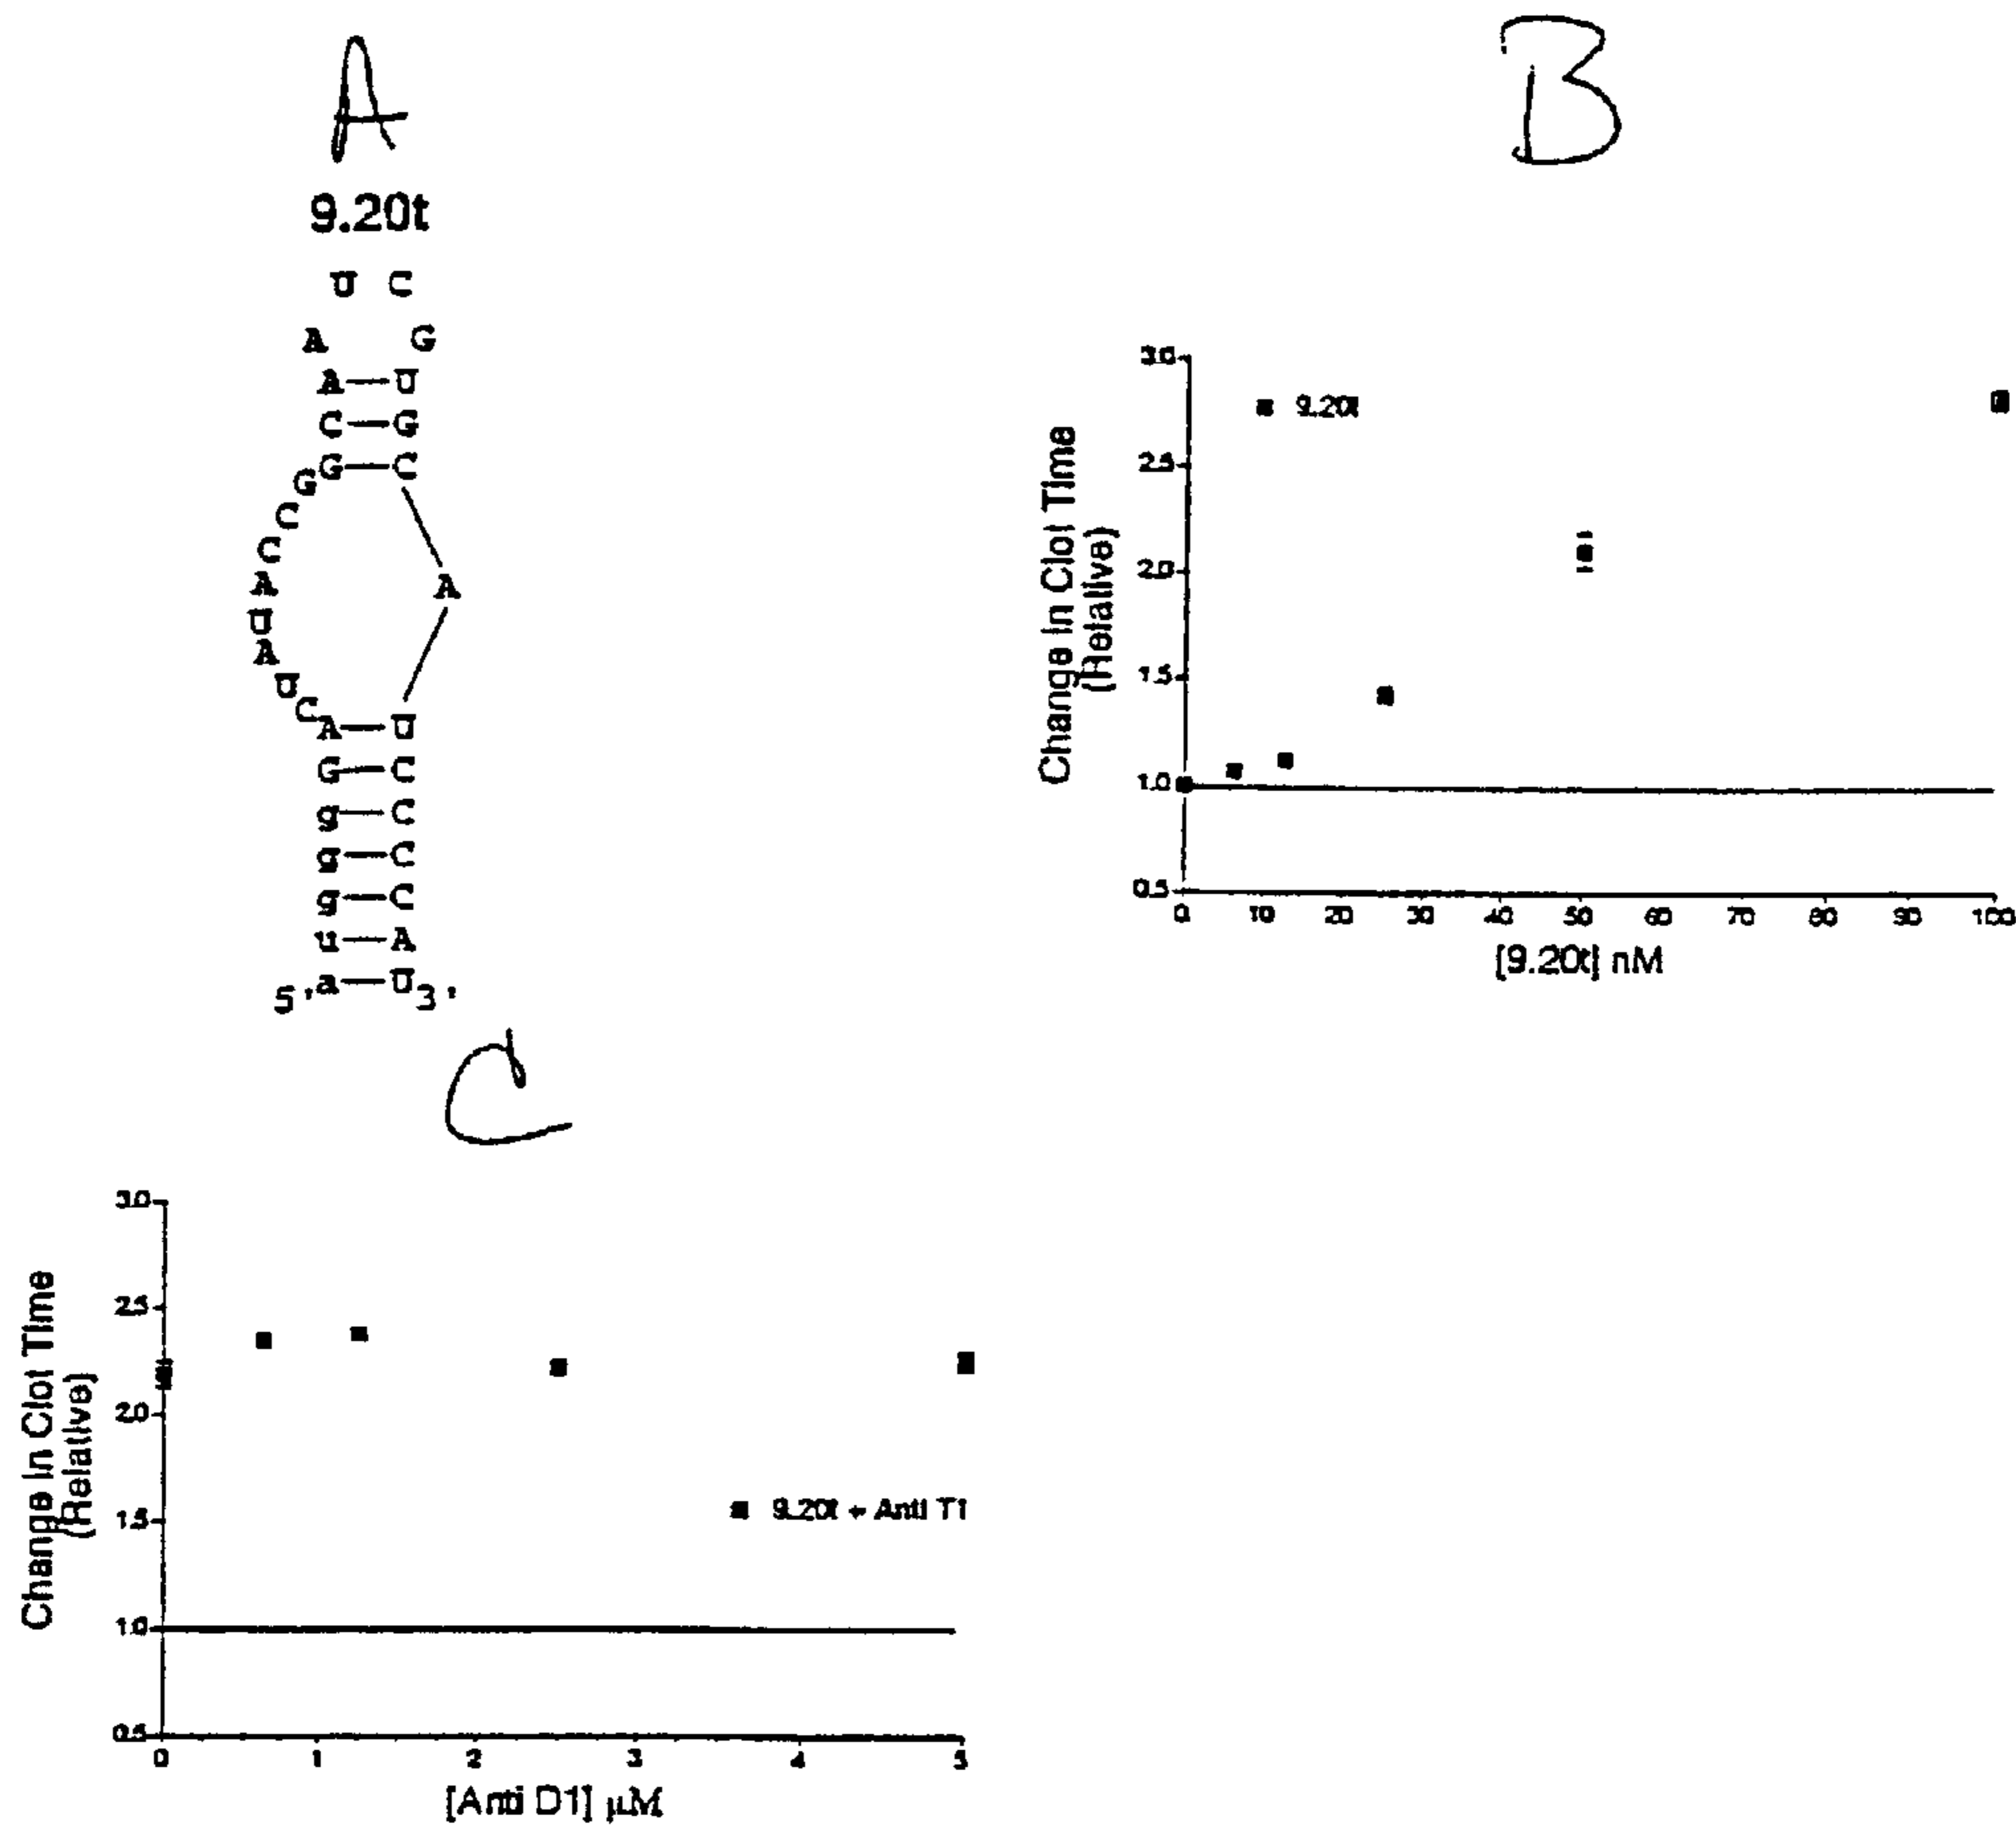 A
9.20t
U C
A G
A—U
C—G
G G—C
C
C
A A
U
A
U
C A—U
G—C
g—C
g—C
g—C
u—A
5'a—U3'
B
3.0
2.5
2.0
1.5
1.0
0.5
9.20t
Change In Clot Time
(Relative)
0 10 20 30 40 50 60 70 80 90 100
[9.20t] nM
C
3.0
2.5
2.0
1.5
1.0
0.5
Change In Clot Time
(Relative)
9.20t + Anti T1
0 1 2 3 4 5
[Anti D1] µM